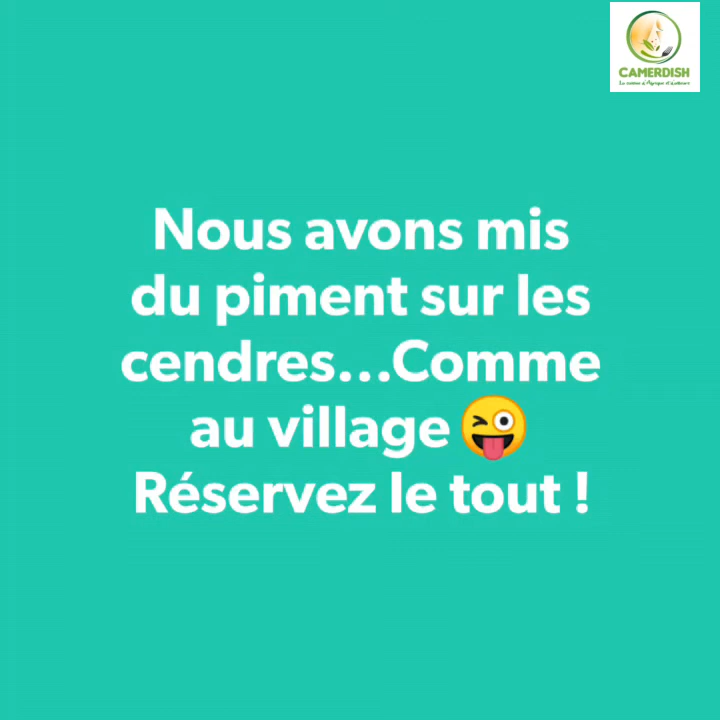 CAMERDISH
Nous avons mis
du piment sur les
cendres...Comme
au village 😜
Réservez le tout !